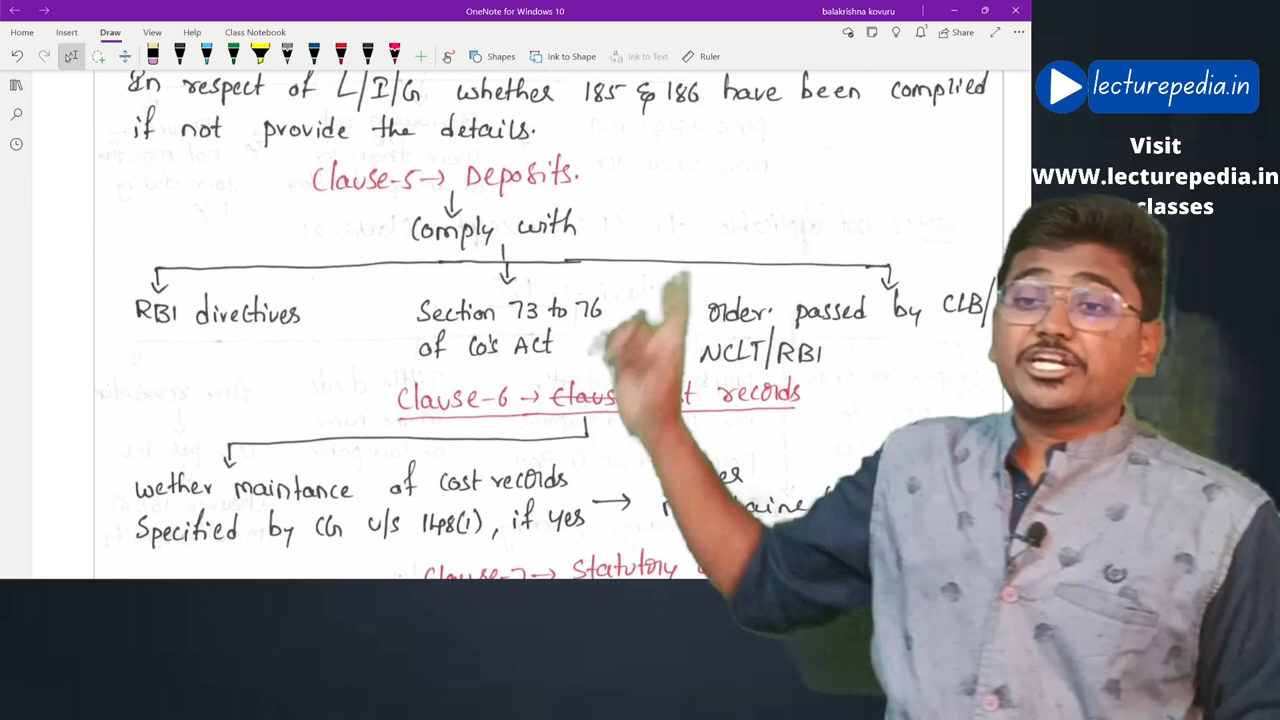 OneNote for Windows 10
balakrishna kovuru
Home Insert Draw View Help Class Notebook
Share
Shapes Ink to Shape Ink to Text Ruler
In respect of L/I/G whether 185 & 186 have been complied
if not provide the details.
Clause-5→ Deposits.
Comply with
RBI directives
Section 73 to 76
of Co's Act
order passed by CLB/
NCLT/RBI
Clause-6 → records
wether maintance of cost records
Specified by CG u/s 148(1), if yes →
Clause-7→ Statutory
lecturepedia.in
Visit
WWW.lecturepedia.in
classes